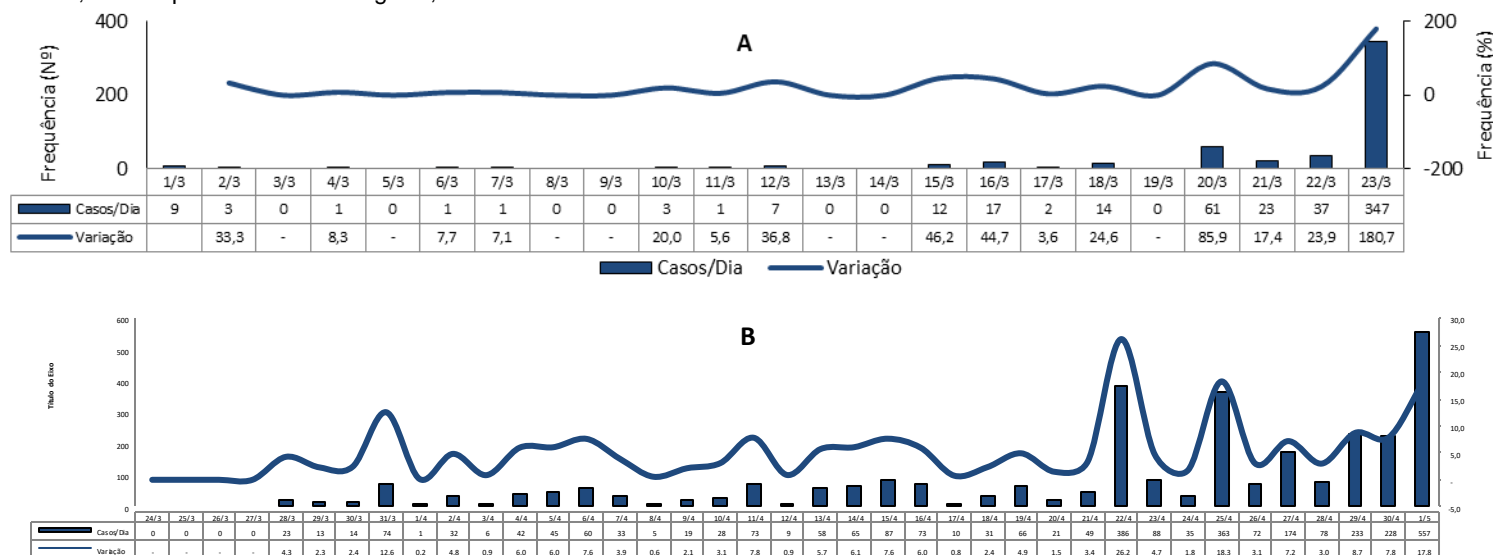 400 200
A
Frequência (Nº)
Frequência (%)
200 0
0 -200
1/3 2/3 3/3 4/3 5/3 6/3 7/3 8/3 9/3 10/3 11/3 12/3 13/3 14/3 15/3 16/3 17/3 18/3 19/3 20/3 21/3 22/3 23/3
Casos/Dia 9 3 0 1 0 1 1 0 0 3 1 7 0 0 12 17 2 14 0 61 23 37 347
Variação 33,3 - 8,3 - 7,7 7,1 - - 20,0 5,6 36,8 - - 46,2 44,7 3,6 24,6 - 85,9 17,4 23,9 180,7
Casos/Dia Variação
B
Título do Eixo
600 30,0
500 25,0
20,0
400 15,0
300 10,0
200 5,0
100 -
0 -5,0
24/3 25/3 26/3 27/3 28/3 29/3 30/3 31/3 1/4 2/4 3/4 4/4 5/4 6/4 7/4 8/4 9/4 10/4 11/4 12/4 13/4 14/4 15/4 16/4 17/4 18/4 19/4 20/4 21/4 22/4 23/4 24/4 25/4 26/4 27/4 28/4 29/4 30/4 1/5
Casos/Dia 0 0 0 0 23 13 14 74 1 32 6 42 45 60 33 5 19 28 73 9 58 65 87 73 10 31 66 21 49 386 88 35 363 72 174 78 233 228 557
Variação - - - - 4,3 2,3 2,4 12,6 0,2 4,8 0,9 6,0 6,0 7,6 3,9 0,6 2,1 3,1 7,8 0,9 5,7 6,1 7,6 6,0 0,8 2,4 4,9 1,5 3,4 26,2 4,7 1,8 18,3 3,1 7,2 3,0 8,7 7,8 17,8